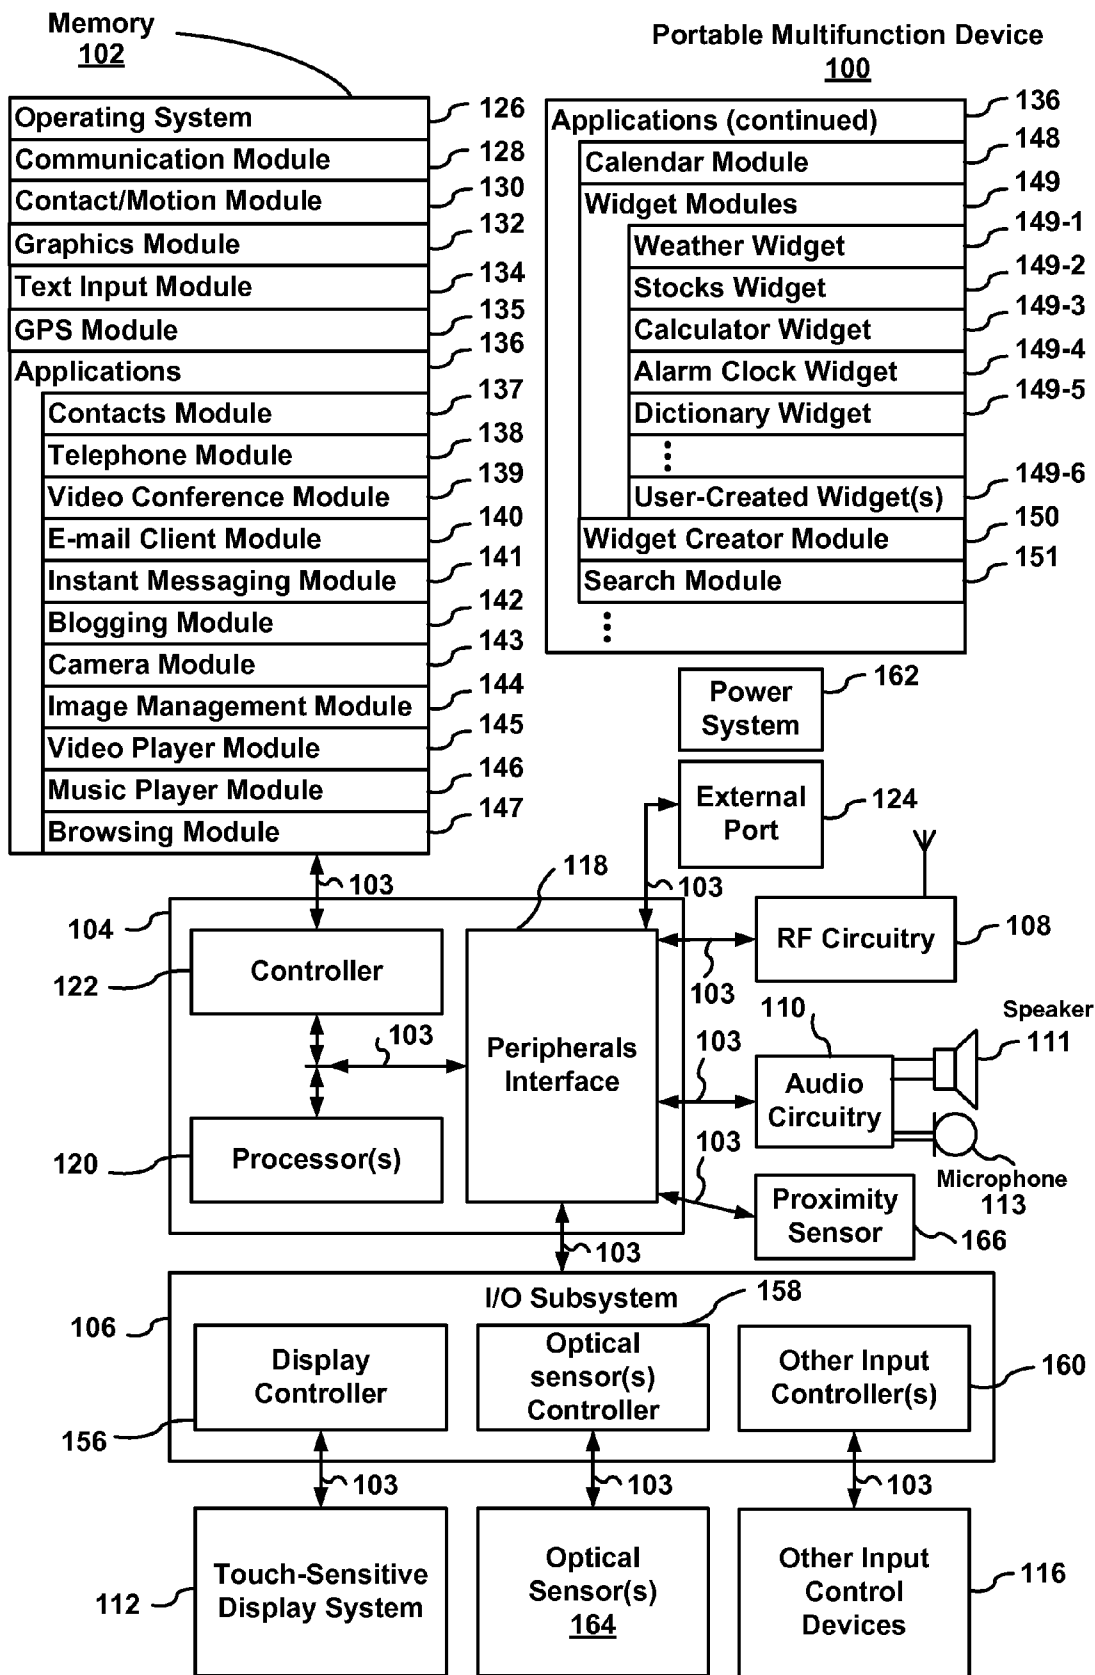 Memory
102
Portable Multifunction Device
100
Operating System 126
Communication Module 128
Contact/Motion Module 130
Graphics Module 132
Text Input Module 134
GPS Module 135
Applications 136
Contacts Module 137
Telephone Module 138
Video Conference Module 139
E-mail Client Module 140
Instant Messaging Module 141
Blogging Module 142
Camera Module 143
Image Management Module 144
Video Player Module 145
Music Player Module 146
Browsing Module 147
Applications (continued) 136
Calendar Module 148
Widget Modules 149
Weather Widget 149-1
Stocks Widget 149-2
Calculator Widget 149-3
Alarm Clock Widget 149-4
Dictionary Widget 149-5
User-Created Widget(s) 149-6
Widget Creator Module 150
Search Module 151
Power
System
162
External
Port
124
103
103
118
104
Controller
122
RF Circuitry
108
103
103
Peripherals
Interface
103
110
Audio
Circuitry
Speaker
111
Processor(s)
120
103
Microphone
113
Proximity
Sensor
166
103
I/O Subsystem
158
106
Display
Controller
156
Optical
sensor(s)
Controller
Other Input
Controller(s)
160
103
103
103
Touch-Sensitive
Display System
112
Optical
Sensor(s)
164
Other Input
Control
Devices
116